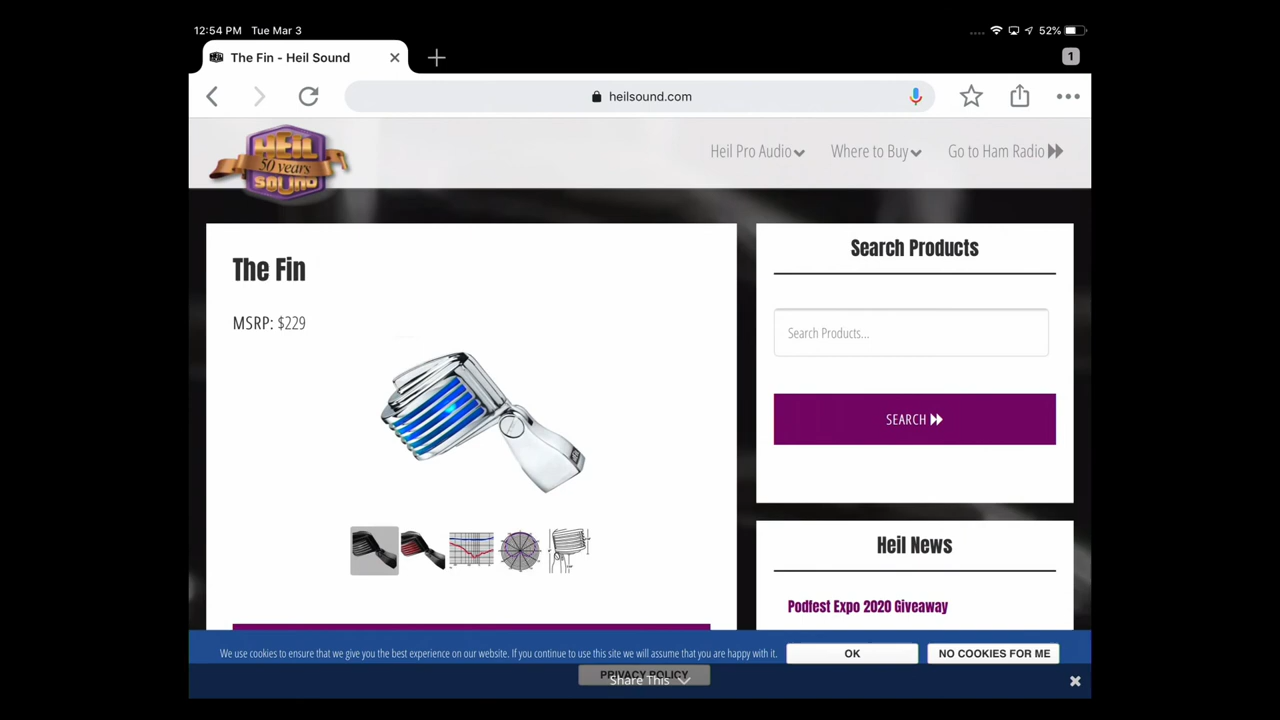 12:54 PM Tue Mar 3
52%
The Fin - Heil Sound
1
heilsound.com
HEIL
50 years
SOUND
Heil Pro Audio
Where to Buy
Go to Ham Radio
The Fin
MSRP: $229
Search Products
Search Products...
SEARCH
Heil News
Podfest Expo 2020 Giveaway
We use cookies to ensure that we give you the best experience on our website. If you continue to use this site we will assume that you are happy with it.
OK
NO COOKIES FOR ME
PRIVACY POLICY
Share This